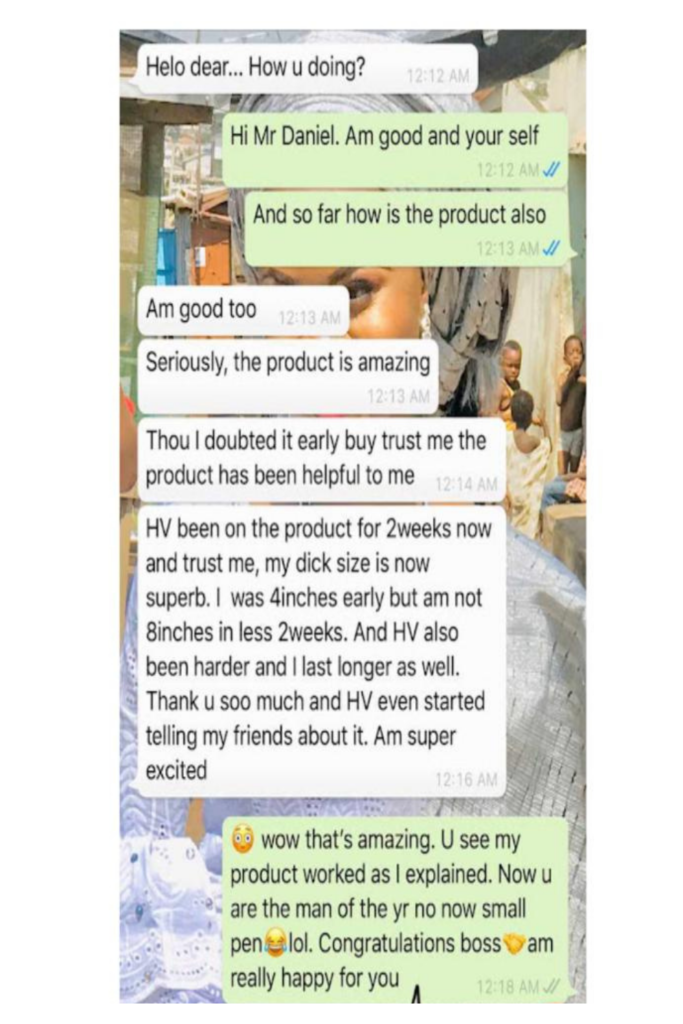 Helo dear... How u doing? 12:12 AM
Hi Mr Daniel. Am good and your self
12:12 AM
And so far how is the product also
12:13 AM
Am good too 12:13 AM
Seriously, the product is amazing
12:13 AM
Thou I doubted it early buy trust me the
product has been helpful to me 12:14 AM
HV been on the product for 2weeks now
and trust me, my dick size is now
superb. I was 4inches early but am not
8inches in less 2weeks. And HV also
been harder and I last longer as well.
Thank u soo much and HV even started
telling my friends about it. Am super
excited 12:16 AM
😳 wow that's amazing. U see my
product worked as I explained. Now u
are the man of the yr no now small
pen😂lol. Congratulations boss🤝am
really happy for you 12:18 AM